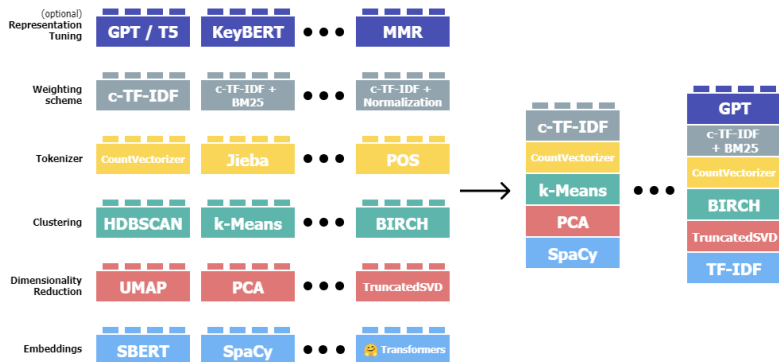 (optional)
Representation
Tuning
GPT / T5
KeyBERT
MMR
Weighting
scheme
c-TF-IDF
c-TF-IDF +
BM25
c-TF-IDF +
Normalization
Tokenizer
CountVectorizer
Jieba
POS
Clustering
HDBSCAN
k-Means
BIRCH
Dimensionality
Reduction
UMAP
PCA
TruncatedSVD
Embeddings
SBERT
SpaCy
🤗 Transformers
c-TF-IDF
CountVectorizer
k-Means
PCA
SpaCy
GPT
c-TF-IDF
+ BM25
CountVectorizer
BIRCH
TruncatedSVD
TF-IDF